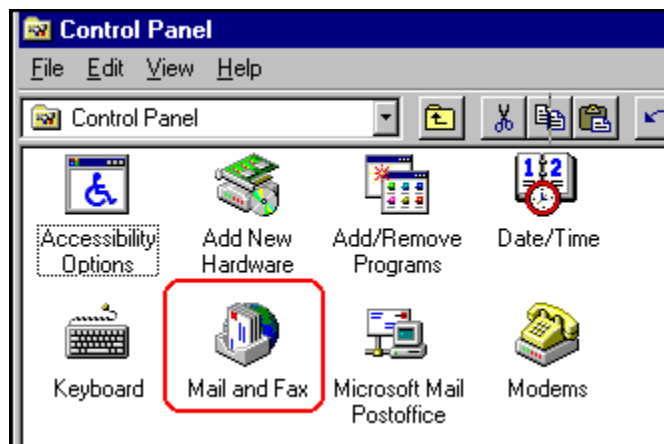 Control Panel
File Edit View Help
Control Panel
Accessibility Options
Add New Hardware
Add/Remove Programs
Date/Time
12
Keyboard
Mail and Fax
Microsoft Mail Postoffice
Modems